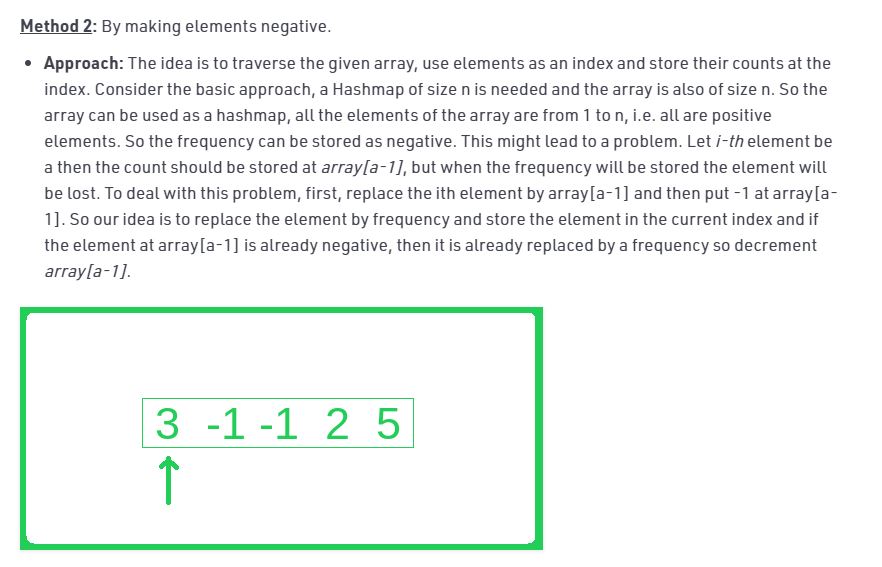 Method 2: By making elements negative.
• Approach: The idea is to traverse the given array, use elements as an index and store their counts at the
index. Consider the basic approach, a Hashmap of size n is needed and the array is also of size n. So the
array can be used as a hashmap, all the elements of the array are from 1 to n, i.e. all are positive
elements. So the frequency can be stored as negative. This might lead to a problem. Let i-th element be
a then the count should be stored at array[a-1], but when the frequency will be stored the element will
be lost. To deal with this problem, first, replace the ith element by array[a-1] and then put -1 at array[a-
1]. So our idea is to replace the element by frequency and store the element in the current index and if
the element at array[a-1] is already negative, then it is already replaced by a frequency so decrement
array[a-1].
3 -1 -1 2 5